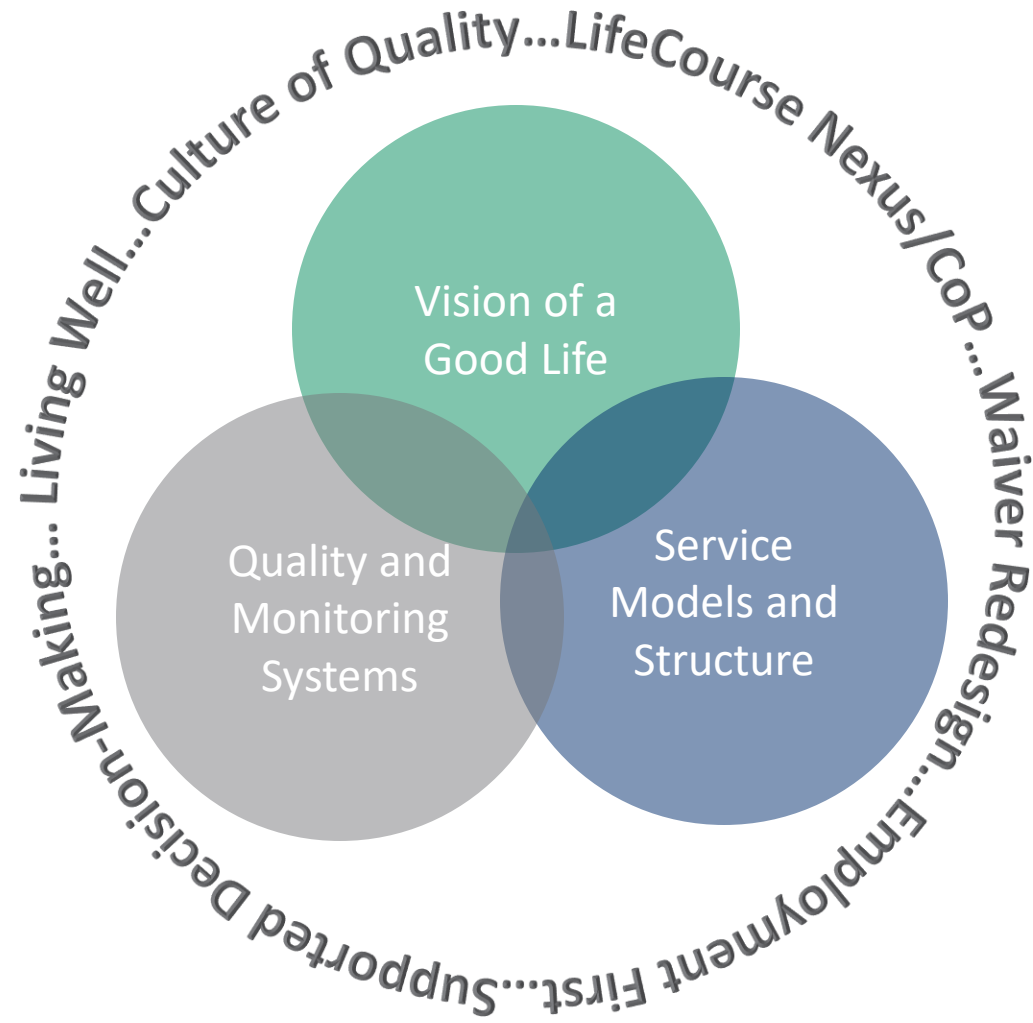 Living Well...Culture of Quality...LifeCourse Nexus/CoP...Waiver Redesign...Employment First...Supported Decision-Making...
Vision of a
Good Life
Quality and
Monitoring
Systems
Service
Models and
Structure